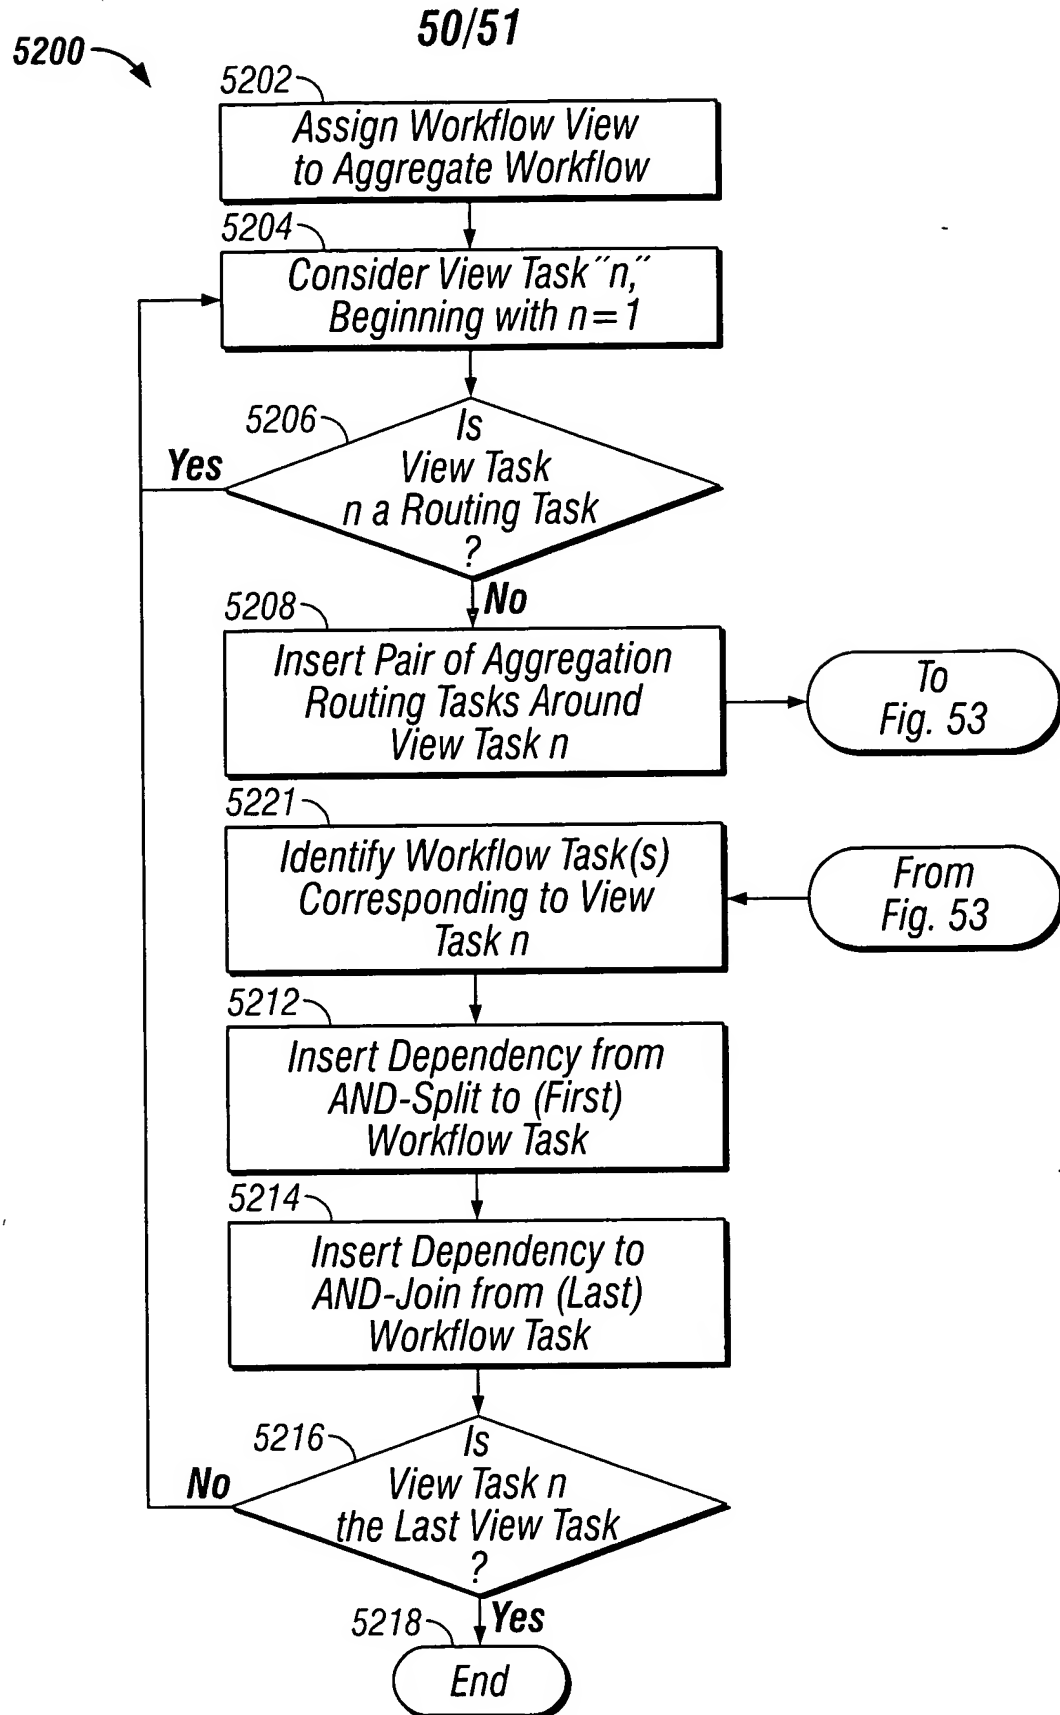 50/51
5200
5202
Assign Workflow View
to Aggregate Workflow
5204
Consider View Task "n,"
Beginning with n=1
5206
Is
View Task
n a Routing Task
?
Yes
No
5208
Insert Pair of Aggregation
Routing Tasks Around
View Task n
To
Fig. 53
5221
Identify Workflow Task(s)
Corresponding to View
Task n
From
Fig. 53
5212
Insert Dependency from
AND-Split to (First)
Workflow Task
5214
Insert Dependency to
AND-Join from (Last)
Workflow Task
5216
Is
View Task n
the Last View Task
?
No
Yes
5218
End